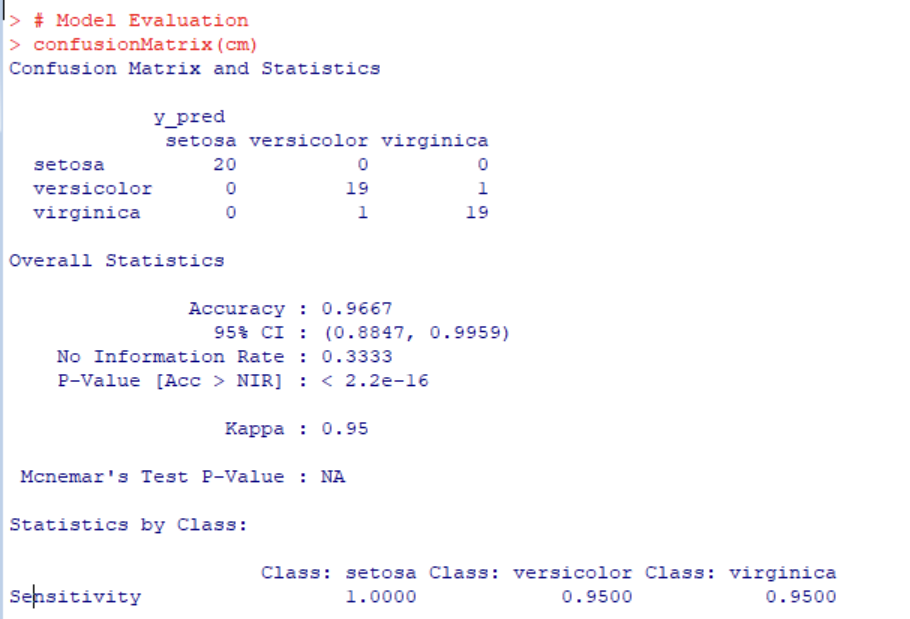 > # Model Evaluation
> confusionMatrix(cm)
Confusion Matrix and Statistics
y_pred
setosa versicolor virginica
setosa 20 0 0
versicolor 0 19 1
virginica 0 1 19
Overall Statistics
Accuracy : 0.9667
95% CI : (0.8847, 0.9959)
No Information Rate : 0.3333
P-Value [Acc > NIR] : < 2.2e-16
Kappa : 0.95
Mcnemar's Test P-Value : NA
Statistics by Class:
Class: setosa Class: versicolor Class: virginica
Sensitivity 1.0000 0.9500 0.9500